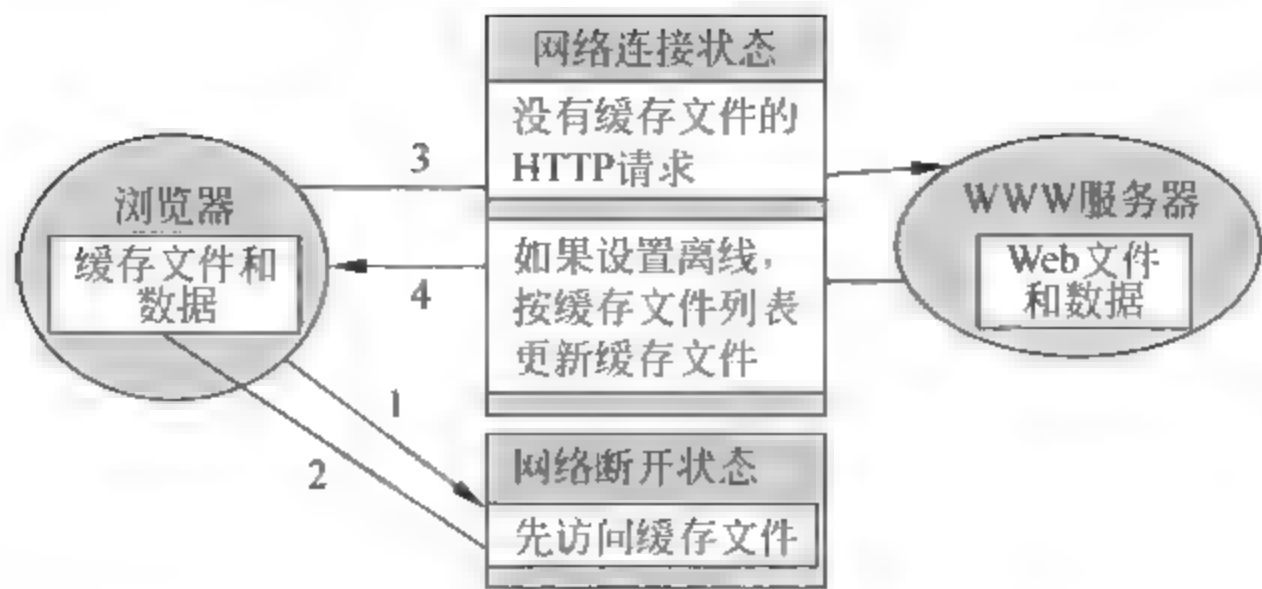 网络连接状态
没有缓存文件的
HTTP请求
3
浏览器
缓存文件和
数据
WWW服务器
Web文件
和数据
如果设置离线，
按缓存文件列表
更新缓存文件
4
1
2
网络断开状态
先访问缓存文件